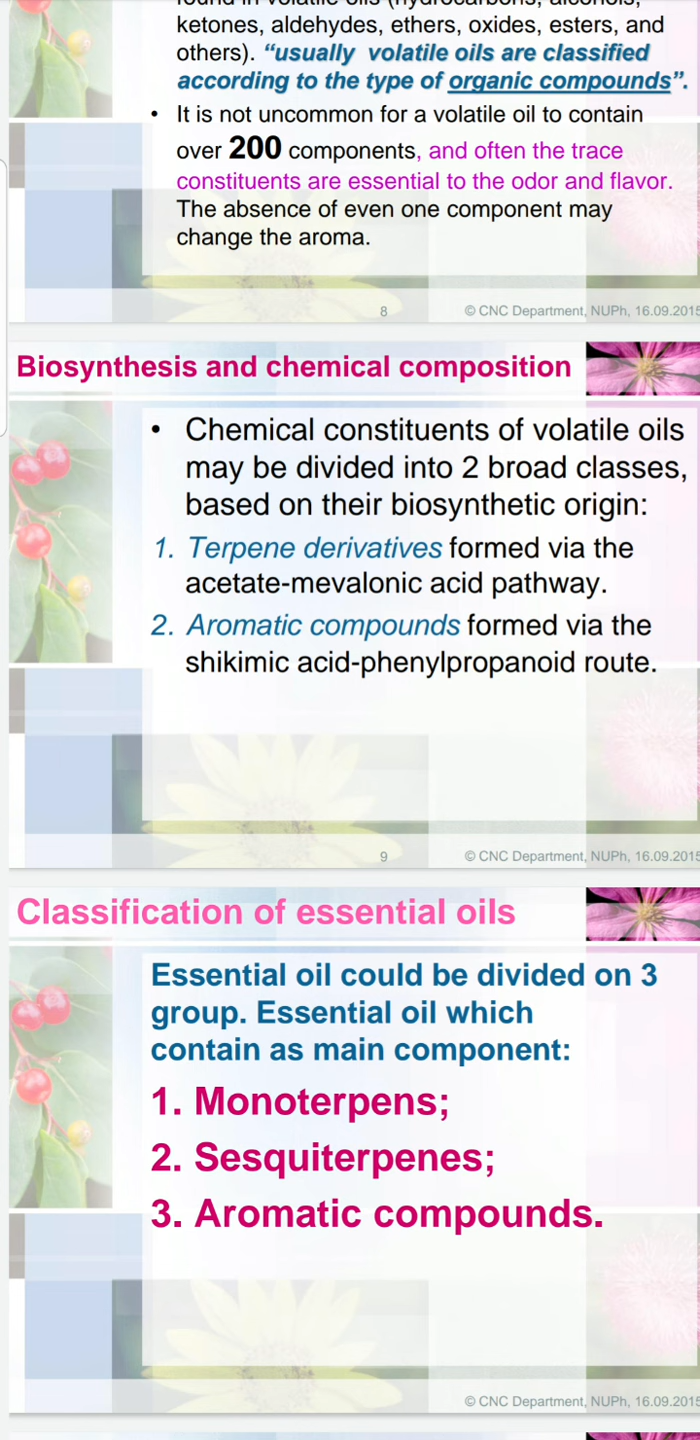 found in volatile oils (hydrocarbons, alcohols,
ketones, aldehydes, ethers, oxides, esters, and
others). “usually volatile oils are classified
according to the type of organic compounds”.
• It is not uncommon for a volatile oil to contain
over 200 components, and often the trace
constituents are essential to the odor and flavor.
The absence of even one component may
change the aroma.
8 © CNC Department, NUPh, 16.09.2015
Biosynthesis and chemical composition
• Chemical constituents of volatile oils
may be divided into 2 broad classes,
based on their biosynthetic origin:
1. Terpene derivatives formed via the
acetate-mevalonic acid pathway.
2. Aromatic compounds formed via the
shikimic acid-phenylpropanoid route.
9 © CNC Department, NUPh, 16.09.2015
Classification of essential oils
Essential oil could be divided on 3
group. Essential oil which
contain as main component:
1. Monoterpens;
2. Sesquiterpenes;
3. Aromatic compounds.
© CNC Department, NUPh, 16.09.2015